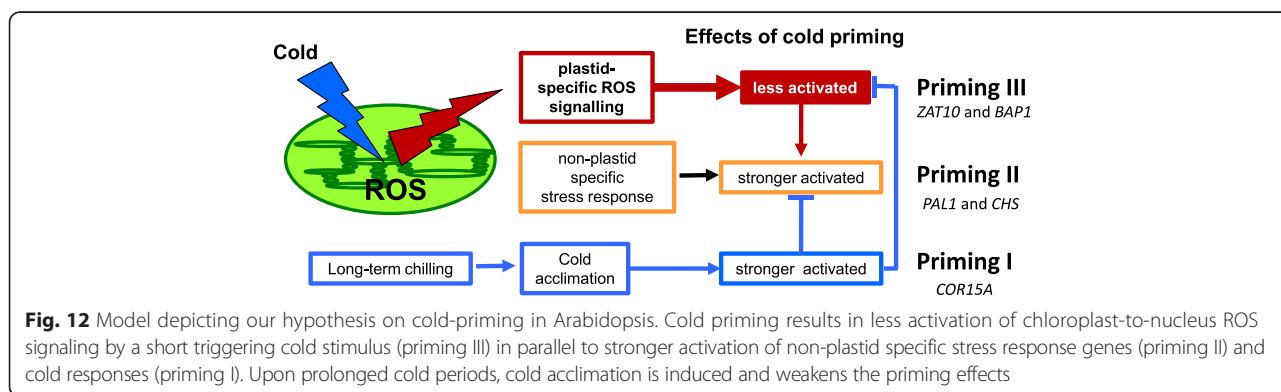 Effects of cold priming
Cold
plastid-
specific ROS
signalling
less activated
Priming III
ZAT10 and BAP1
ROS
non-plastid
specific
stress response
stronger activated
Priming II
PAL1 and CHS
Long-term chilling
Cold
acclimation
stronger activated
Priming I
COR15A
Fig. 12 Model depicting our hypothesis on cold-priming in Arabidopsis. Cold priming results in less activation of chloroplast-to-nucleus ROS
signaling by a short triggering cold stimulus (priming III) in parallel to stronger activation of non-plastid specific stress response genes (priming II) and
cold responses (priming I). Upon prolonged cold periods, cold acclimation is induced and weakens the priming effects